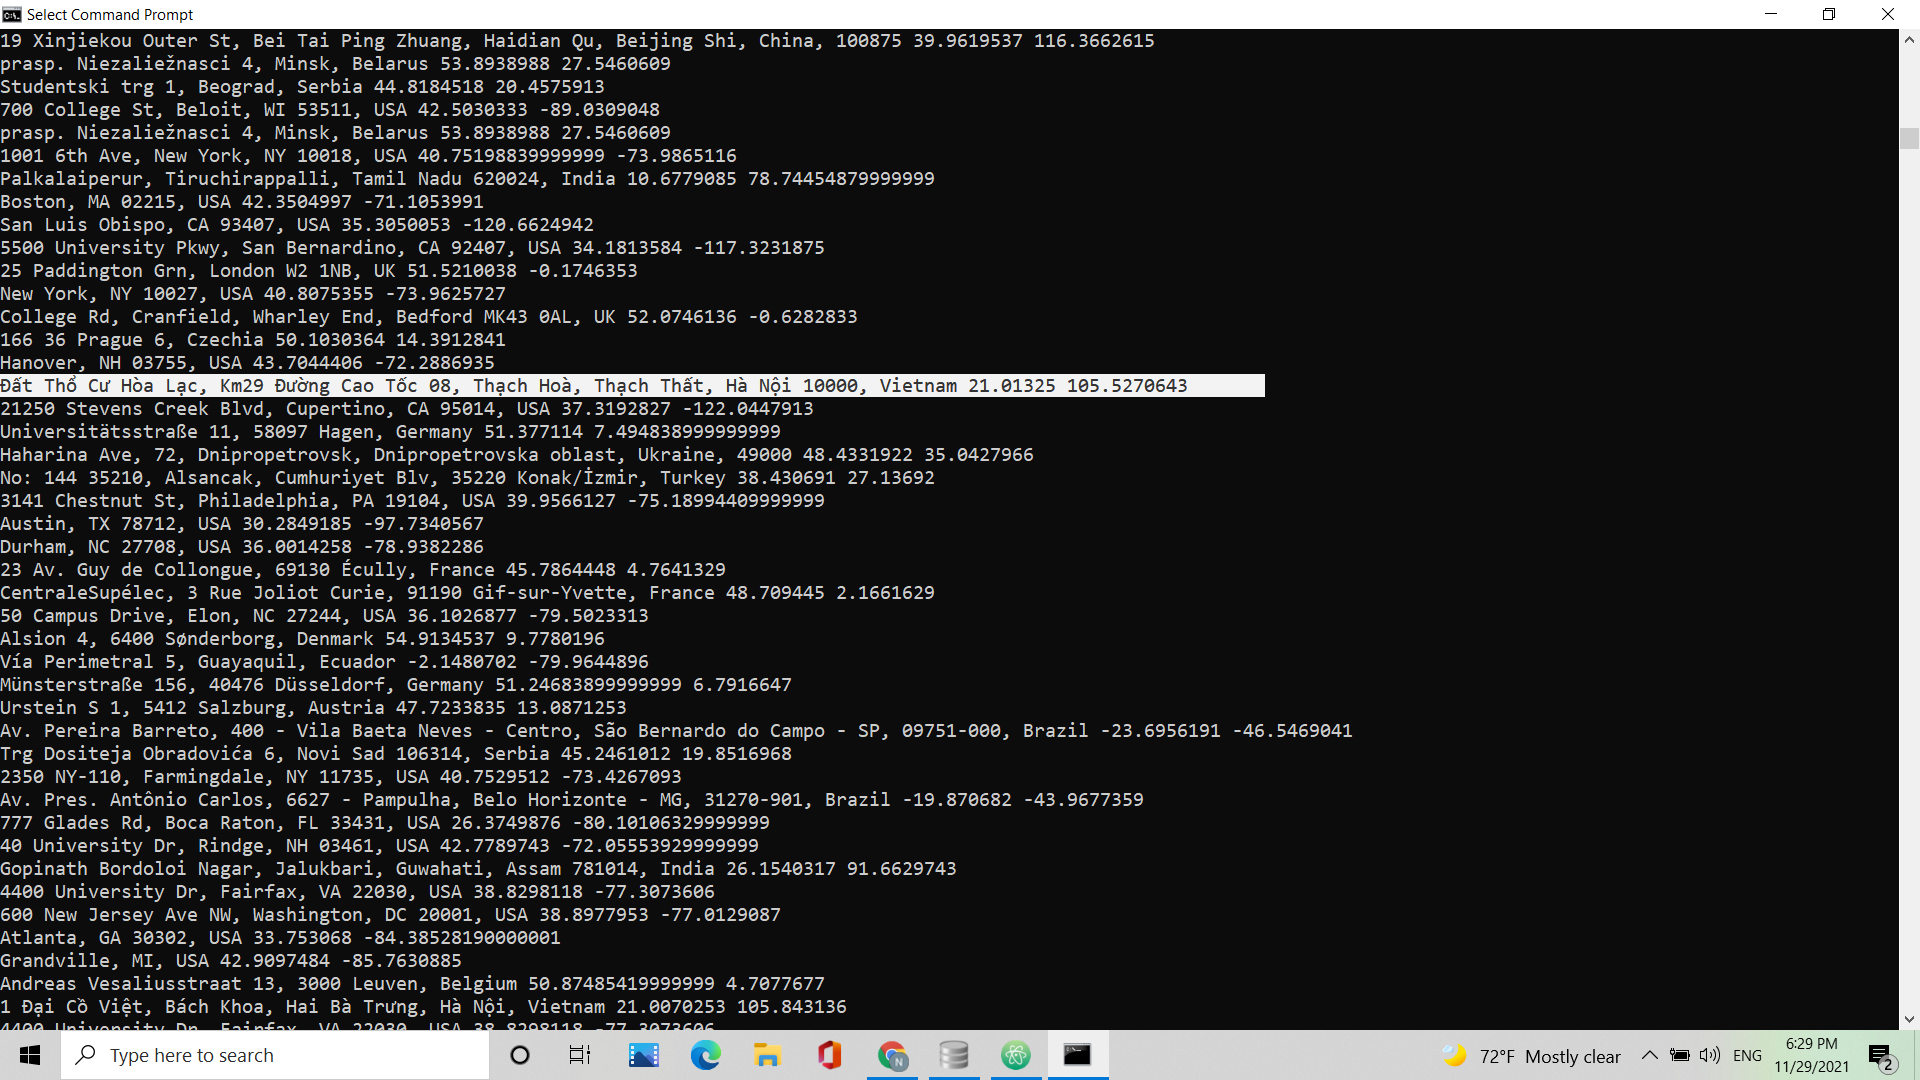 Select Command Prompt
19 Xinjiekou Outer St, Bei Tai Ping Zhuang, Haidian Qu, Beijing Shi, China, 100875 39.9619537 116.3662615
prasp. Niezaliežnasci 4, Minsk, Belarus 53.8938988 27.5460609
Studentski trg 1, Beograd, Serbia 44.8184518 20.4575913
700 College St, Beloit, WI 53511, USA 42.5030333 -89.0309048
prasp. Niezaliežnasci 4, Minsk, Belarus 53.8938988 27.5460609
1001 6th Ave, New York, NY 10018, USA 40.75198839999999 -73.9865116
Palkalaiperur, Tiruchirappalli, Tamil Nadu 620024, India 10.6779085 78.74454879999999
Boston, MA 02215, USA 42.3504997 -71.1053991
San Luis Obispo, CA 93407, USA 35.3050053 -120.6624942
5500 University Pkwy, San Bernardino, CA 92407, USA 34.1813584 -117.3231875
25 Paddington Grn, London W2 1NB, UK 51.5210038 -0.1746353
New York, NY 10027, USA 40.8075355 -73.9625727
College Rd, Cranfield, Wharley End, Bedford MK43 0AL, UK 52.0746136 -0.6282833
166 36 Prague 6, Czechia 50.1030364 14.3912841
Hanover, NH 03755, USA 43.7044406 -72.2886935
Đất Thổ Cư Hòa Lạc, Km29 Đường Cao Tốc 08, Thạch Hoà, Thạch Thất, Hà Nội 10000, Vietnam 21.01325 105.5270643
21250 Stevens Creek Blvd, Cupertino, CA 95014, USA 37.3192827 -122.0447913
Universitätsstraße 11, 58097 Hagen, Germany 51.377114 7.494838999999999
Haharina Ave, 72, Dnipropetrovsk, Dnipropetrovska oblast, Ukraine, 49000 48.4331922 35.0427966
No: 144 35210, Alsancak, Cumhuriyet Blv, 35220 Konak/İzmir, Turkey 38.430691 27.13692
3141 Chestnut St, Philadelphia, PA 19104, USA 39.9566127 -75.18994409999999
Austin, TX 78712, USA 30.2849185 -97.7340567
Durham, NC 27708, USA 36.0014258 -78.9382286
23 Av. Guy de Collongue, 69130 Écully, France 45.7864448 4.7641329
CentraleSupélec, 3 Rue Joliot Curie, 91190 Gif-sur-Yvette, France 48.709445 2.1661629
50 Campus Drive, Elon, NC 27244, USA 36.1026877 -79.5023313
Alsion 4, 6400 Sønderborg, Denmark 54.9134537 9.7780196
Vía Perimetral 5, Guayaquil, Ecuador -2.1480702 -79.9644896
Münsterstraße 156, 40476 Düsseldorf, Germany 51.24683899999999 6.7916647
Urstein S 1, 5412 Salzburg, Austria 47.7233835 13.0871253
Av. Pereira Barreto, 400 - Vila Baeta Neves - Centro, São Bernardo do Campo - SP, 09751-000, Brazil -23.6956191 -46.5469041
Trg Dositeja Obradovića 6, Novi Sad 106314, Serbia 45.2461012 19.8516968
2350 NY-110, Farmingdale, NY 11735, USA 40.7529512 -73.4267093
Av. Pres. Antônio Carlos, 6627 - Pampulha, Belo Horizonte - MG, 31270-901, Brazil -19.870682 -43.9677359
777 Glades Rd, Boca Raton, FL 33431, USA 26.3749876 -80.10106329999999
40 University Dr, Rindge, NH 03461, USA 42.7789743 -72.05553929999999
Gopinath Bordoloi Nagar, Jalukbari, Guwahati, Assam 781014, India 26.1540317 91.6629743
4400 University Dr, Fairfax, VA 22030, USA 38.8298118 -77.3073606
600 New Jersey Ave NW, Washington, DC 20001, USA 38.8977953 -77.0129087
Atlanta, GA 30302, USA 33.753068 -84.38528190000001
Grandville, MI, USA 42.9097484 -85.7630885
Andreas Vesaliusstraat 13, 3000 Leuven, Belgium 50.87485419999999 4.7077677
1 Đại Cồ Việt, Bách Khoa, Hai Bà Trưng, Hà Nội, Vietnam 21.0070253 105.843136
4400 University Dr, Fairfax, VA 22030, USA 38.8298118 -77.3073606
Type here to search
72°F Mostly clear
ENG
6:29 PM
11/29/2021
2